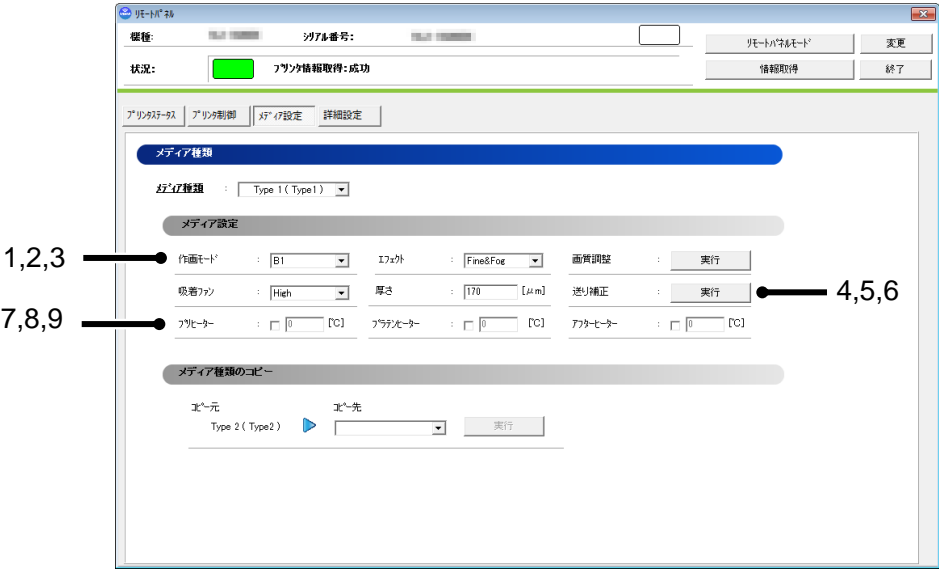 リモートパネル
機種:
シリアル番号:
リモートパネルモード 変更
状況: プリンタ情報取得:成功
情報取得 終了
プリンタステータス プリンタ制御 メディア設定 詳細設定
メディア種類
メディア種類 : Type 1 ( Type1 )
メディア設定
1,2,3 作画モード : B1 エフェクト : Fine&Fog 画質調整 : 実行
吸着ファン : High 厚さ : 170 [μm] 送り補正 : 実行 4,5,6
7,8,9 プリヒーター : 0 [℃] プラテンヒーター : 0 [℃] アフターヒーター : 0 [℃]
メディア種類のコピー
コピー元 コピー先
Type 2 ( Type2 ) 実行